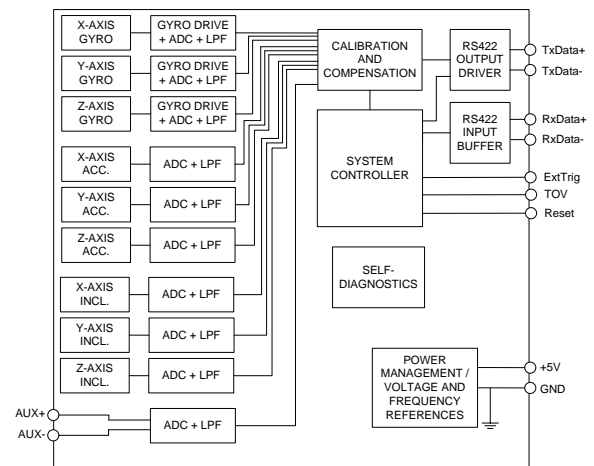 X-AXIS
GYRO
GYRO DRIVE
+ ADC + LPF
Y-AXIS
GYRO
GYRO DRIVE
+ ADC + LPF
Z-AXIS
GYRO
GYRO DRIVE
+ ADC + LPF
X-AXIS
ACC.
ADC + LPF
Y-AXIS
ACC.
ADC + LPF
Z-AXIS
ACC.
ADC + LPF
X-AXIS
INCL.
ADC + LPF
Y-AXIS
INCL.
ADC + LPF
Z-AXIS
INCL.
ADC + LPF
AUX+
AUX-
ADC + LPF
CALIBRATION
AND
COMPENSATION
SYSTEM
CONTROLLER
SELF-
DIAGNOSTICS
POWER
MANAGEMENT /
VOLTAGE AND
FREQUENCY
REFERENCES
RS422
OUTPUT
DRIVER
RS422
INPUT
BUFFER
TxData+
TxData-
RxData+
RxData-
ExtTrig
TOV
Reset
+5V
GND